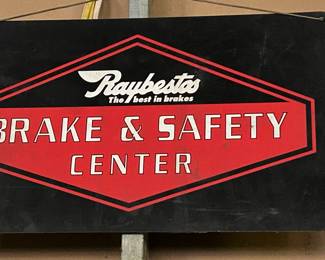 Raybestos
The best in brakes
BRAKE & SAFETY
CENTER